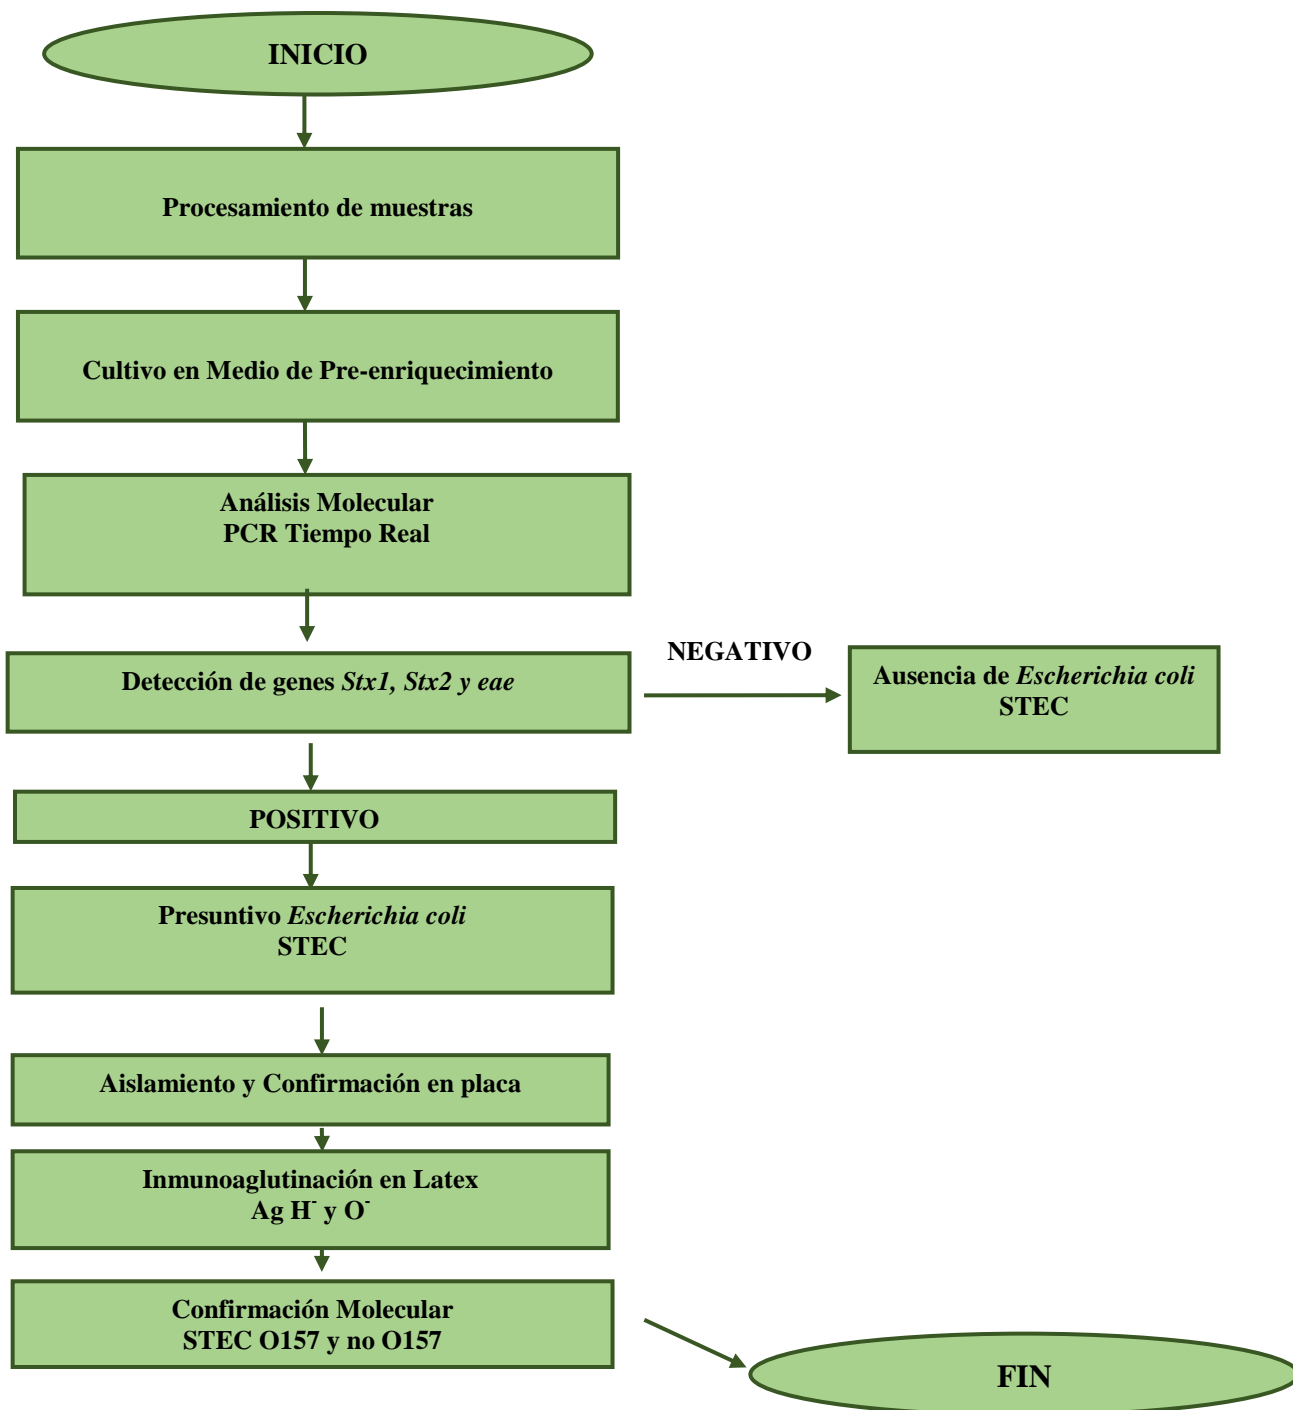 INICIO
Procesamiento de muestras
Cultivo en Medio de Pre-enriquecimiento
Análisis Molecular
PCR Tiempo Real
Detección de genes Stx1, Stx2 y eae
NEGATIVO
Ausencia de Escherichia coli
STEC
POSITIVO
Presuntivo Escherichia coli
STEC
Aislamiento y Confirmación en placa
Inmunoaglutinación en Latex
Ag H⁻ y O⁻
Confirmación Molecular
STEC O157 y no O157
FIN